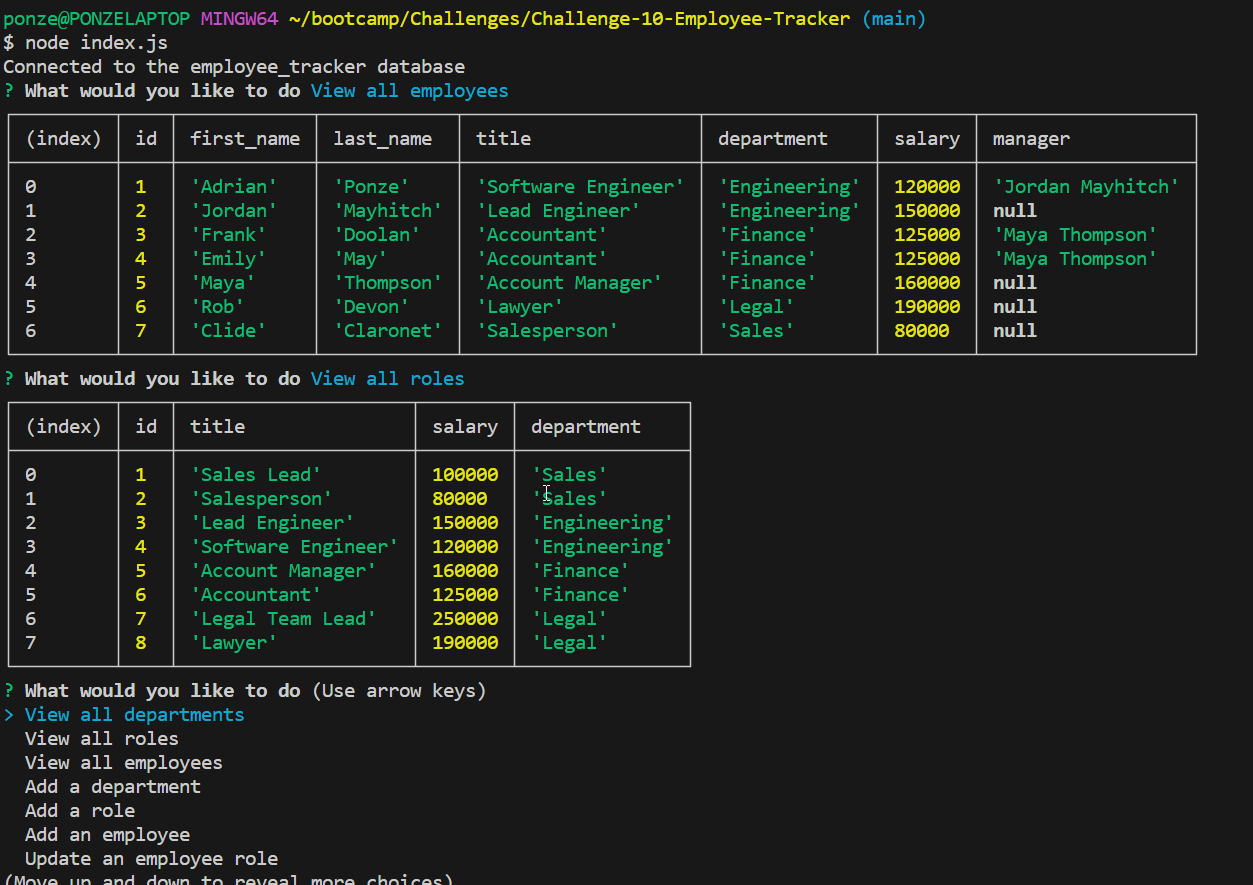 ponze@PONZELAPTOP MINGW64 ~/bootcamp/Challenges/Challenge-10-Employee-Tracker (main)
$ node index.js
Connected to the employee_tracker database
? What would you like to do View all employees
(index) id first_name last_name title department salary manager
0 1 'Adrian' 'Ponze' 'Software Engineer' 'Engineering' 120000 'Jordan Mayhitch'
1 2 'Jordan' 'Mayhitch' 'Lead Engineer' 'Engineering' 150000 null
2 3 'Frank' 'Doolan' 'Accountant' 'Finance' 125000 'Maya Thompson'
3 4 'Emily' 'May' 'Accountant' 'Finance' 125000 'Maya Thompson'
4 5 'Maya' 'Thompson' 'Account Manager' 'Finance' 160000 null
5 6 'Rob' 'Devon' 'Lawyer' 'Legal' 190000 null
6 7 'Clide' 'Claronet' 'Salesperson' 'Sales' 80000 null
? What would you like to do View all roles
(index) id title salary department
0 1 'Sales Lead' 100000 'Sales'
1 2 'Salesperson' 80000 'Sales'
2 3 'Lead Engineer' 150000 'Engineering'
3 4 'Software Engineer' 120000 'Engineering'
4 5 'Account Manager' 160000 'Finance'
5 6 'Accountant' 125000 'Finance'
6 7 'Legal Team Lead' 250000 'Legal'
7 8 'Lawyer' 190000 'Legal'
? What would you like to do (Use arrow keys)
> View all departments
View all roles
View all employees
Add a department
Add a role
Add an employee
Update an employee role
(Move up and down to reveal more choices)